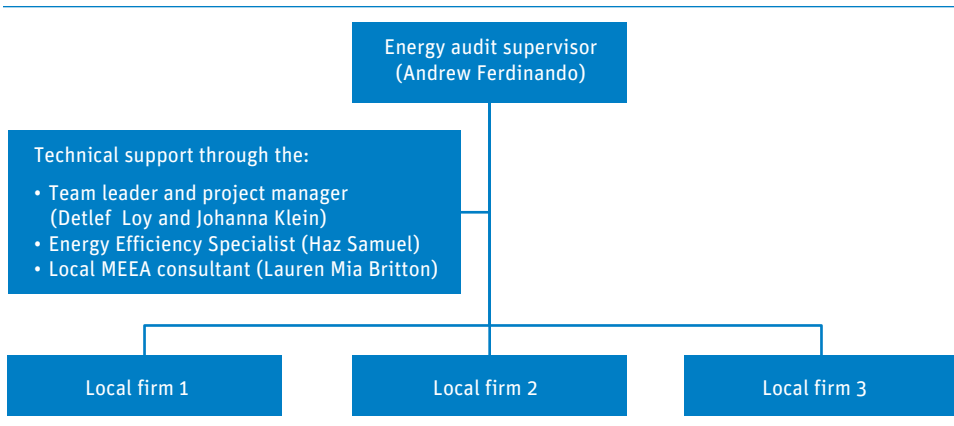 Energy audit supervisor
(Andrew Ferdinando)
Technical support through the:
• Team leader and project manager
(Detlef Loy and Johanna Klein)
• Energy Efficiency Specialist (Haz Samuel)
• Local MEEA consultant (Lauren Mia Britton)
Local firm 1
Local firm 2
Local firm 3